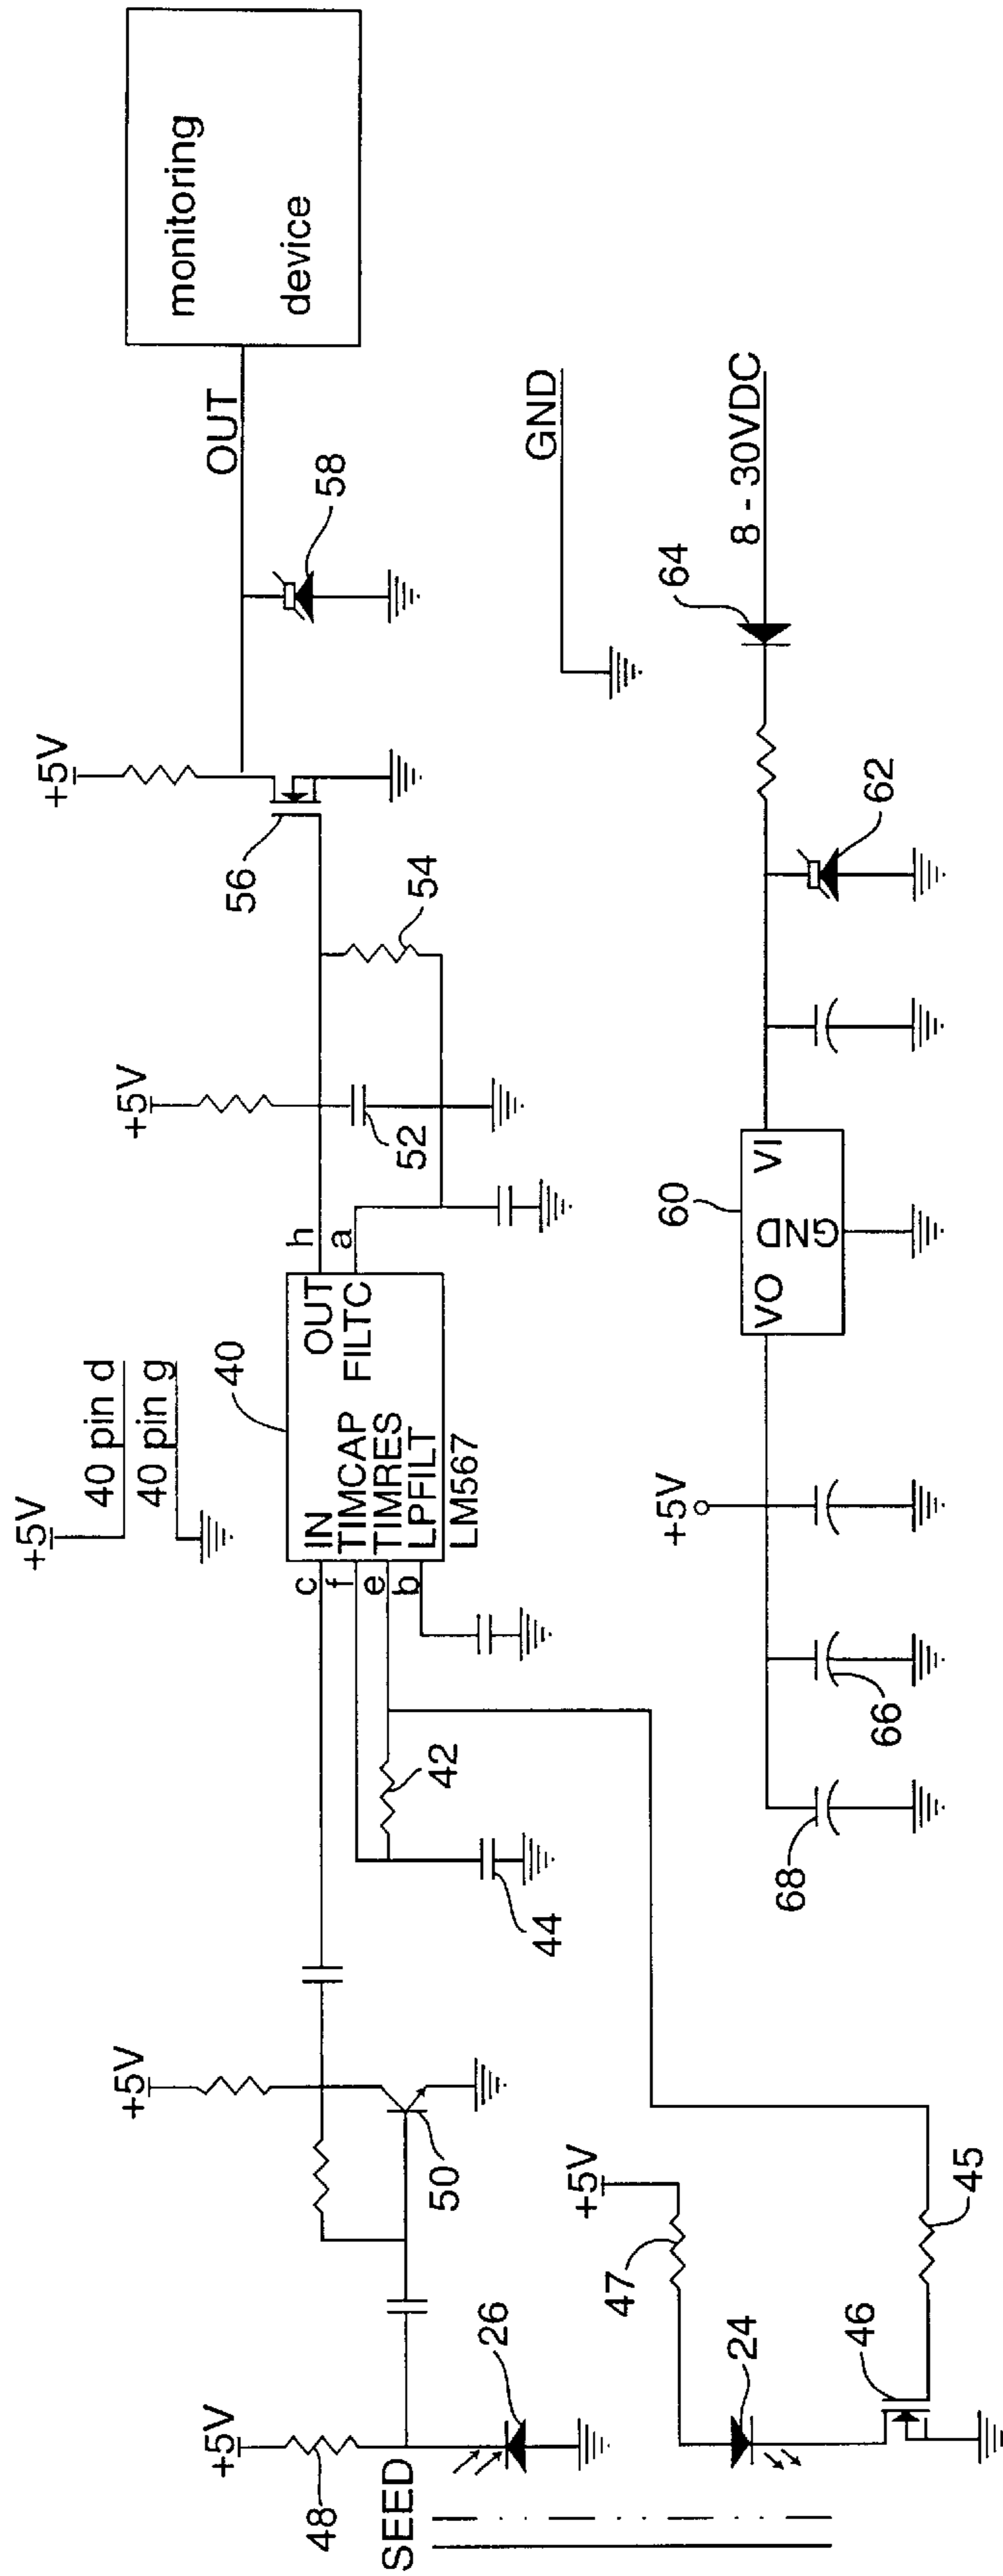 monitoring
device
OUT
58
+5V
56
54
+5V
52
h
a
40
OUT
FILTC
IN
TIMCAP
TIMRES
LPFILT
LM567
c
f
e
b
+5V
40 pin d
40 pin g
42
44
+5V
50
+5V
48
SEED
26
+5V
47
24
46
45
GND
8 - 30VDC
64
62
60
VI
GND
VO
+5V
66
68